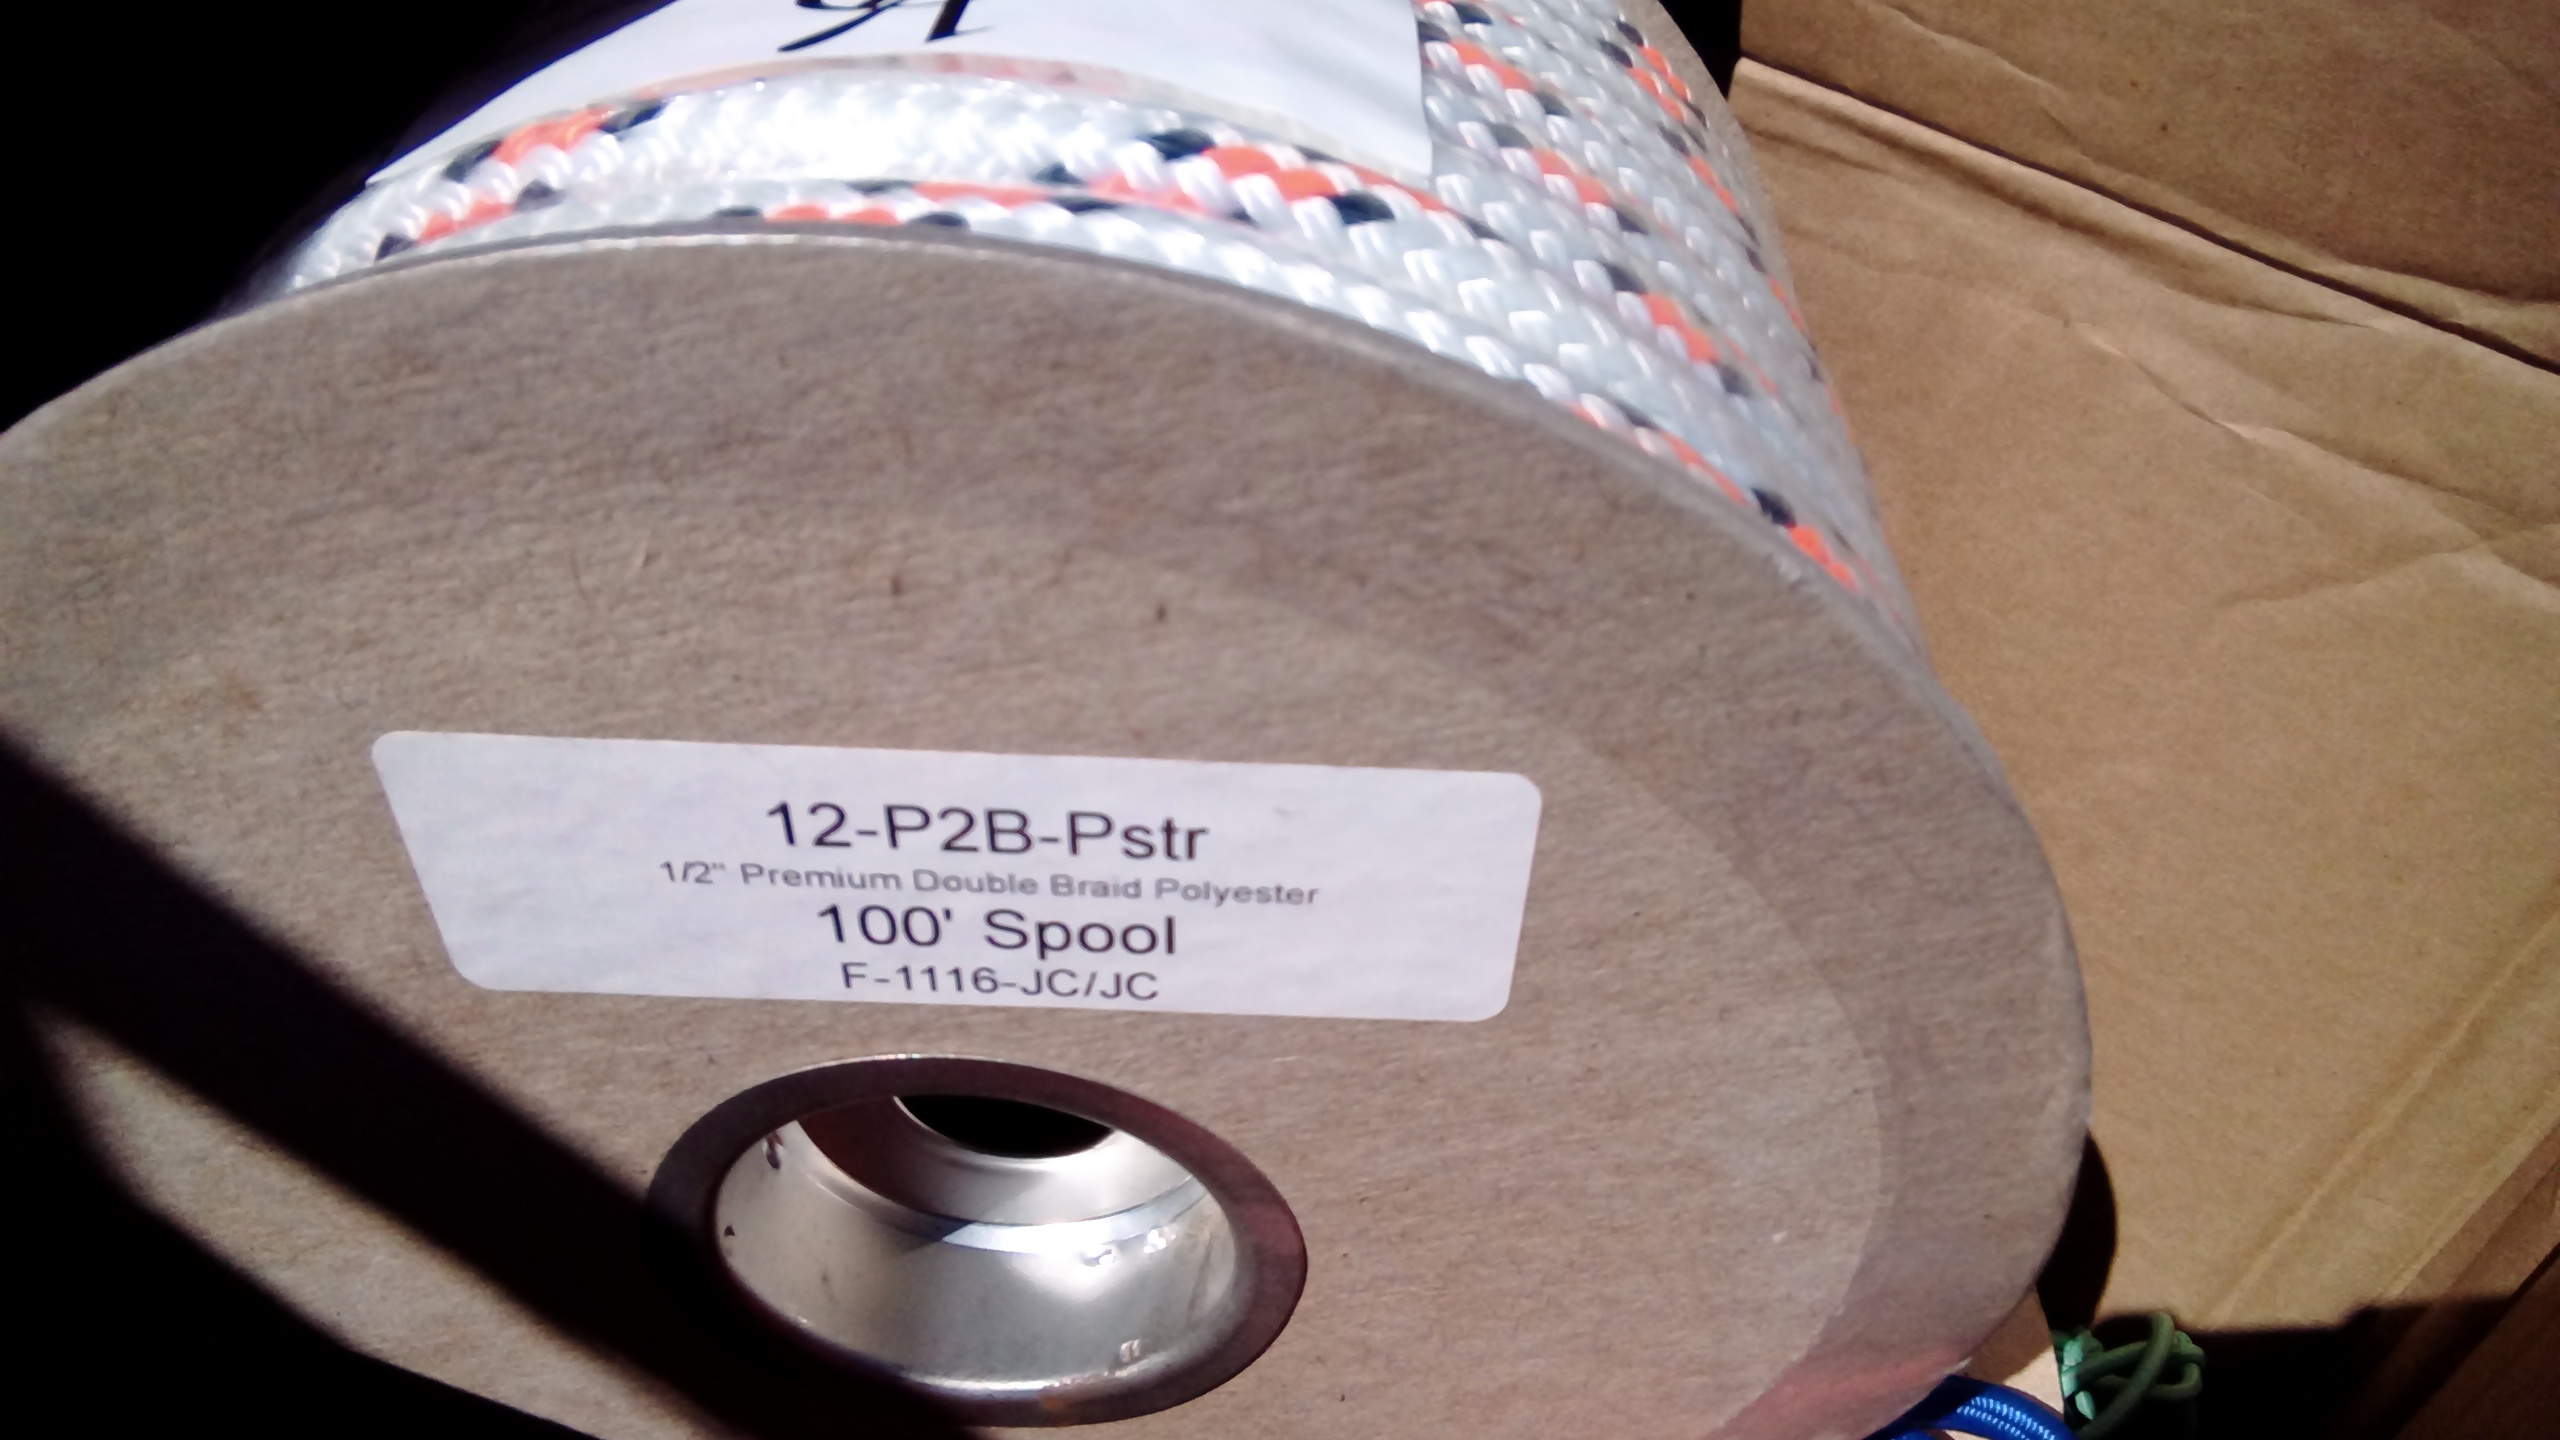 12-P2B-Pstr
1/2" Premium Double Braid Polyester
100' Spool
F-1116-JC/JC